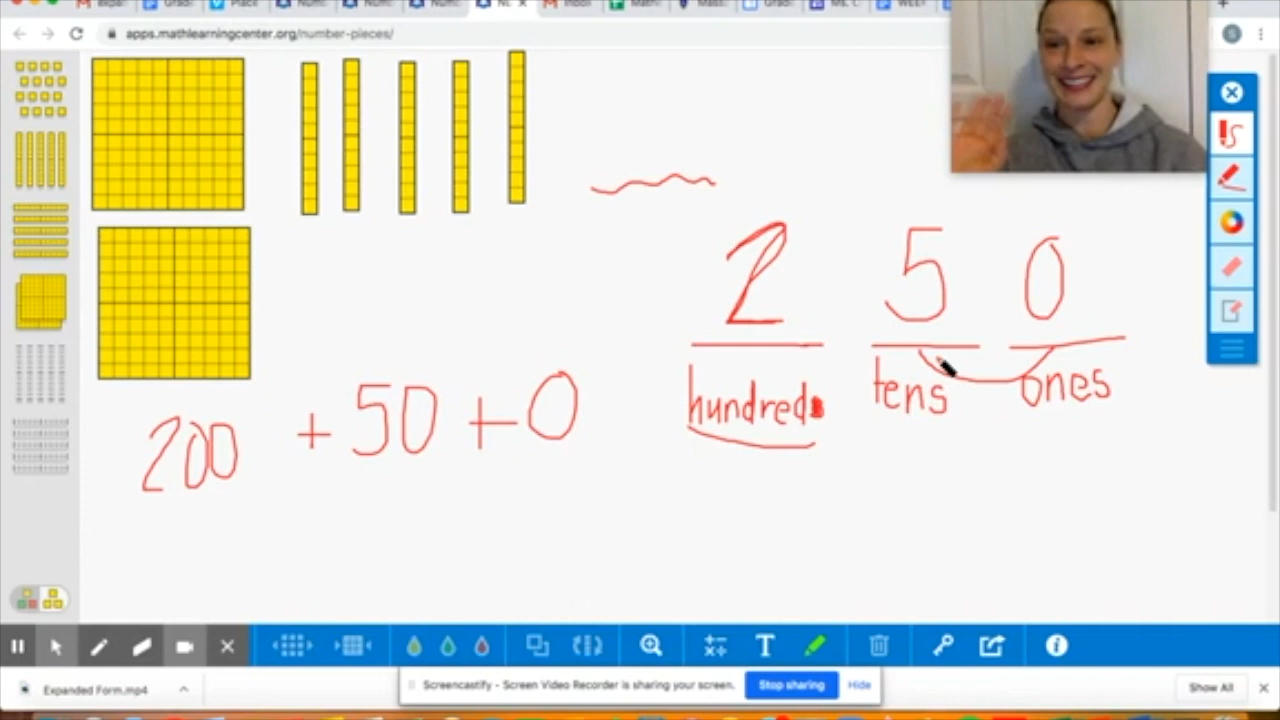 Place
apps.mathlearningcenter.org/number-pieces/
2 5 0
hundreds tens ones
200 + 50 + 0
T
Expanded Form.mp4
Screencastify - Screen Video Recorder is sharing your screen.
Stop sharing
Hide
Show All